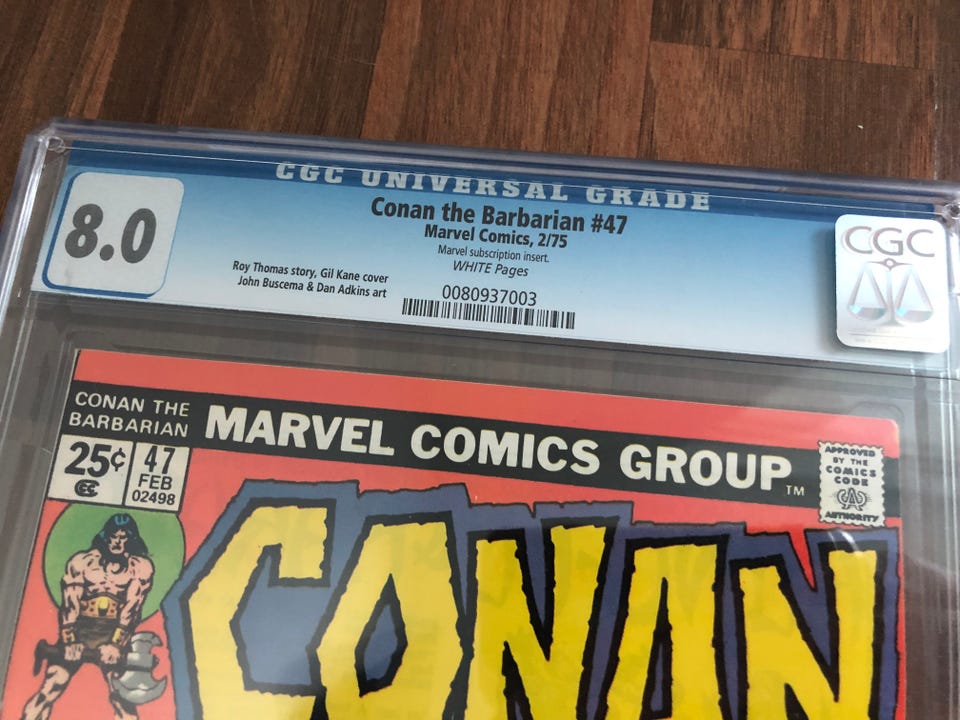 CGC UNIVERSAL GRADE
8.0
Conan the Barbarian #47
Marvel Comics, 2/75
Marvel subscription insert.
WHITE Pages
Roy Thomas story, Gil Kane cover
John Buscema & Dan Adkins art
0080937003
CGC
CONAN THE
BARBARIAN
MARVEL COMICS GROUP
TM
25¢
47
FEB
02498
APPROVED
BY THE
COMICS
CODE
AUTHORITY
CONAN